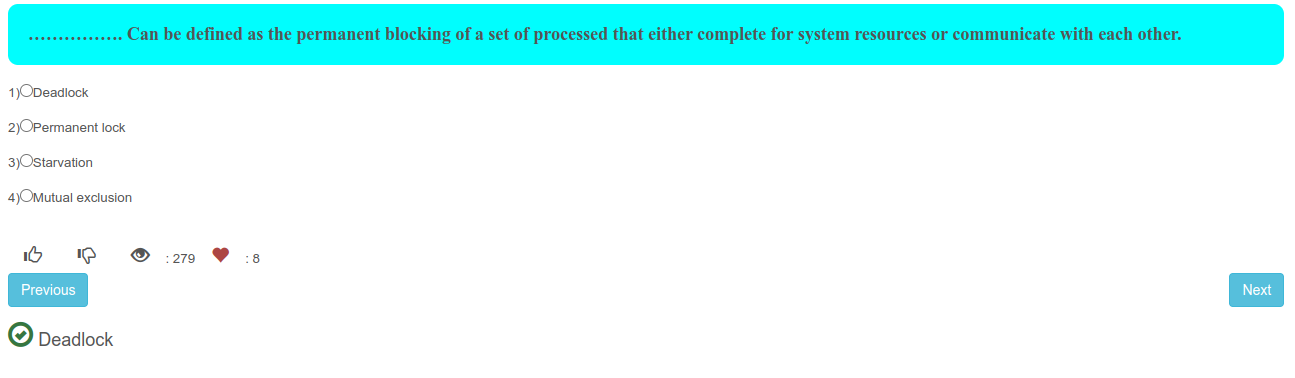 ……………. Can be defined as the permanent blocking of a set of processed that either complete for system resources or communicate with each other.
1)Deadlock
2)Permanent lock
3)Starvation
4)Mutual exclusion
: 279 : 8
Previous Next
Deadlock